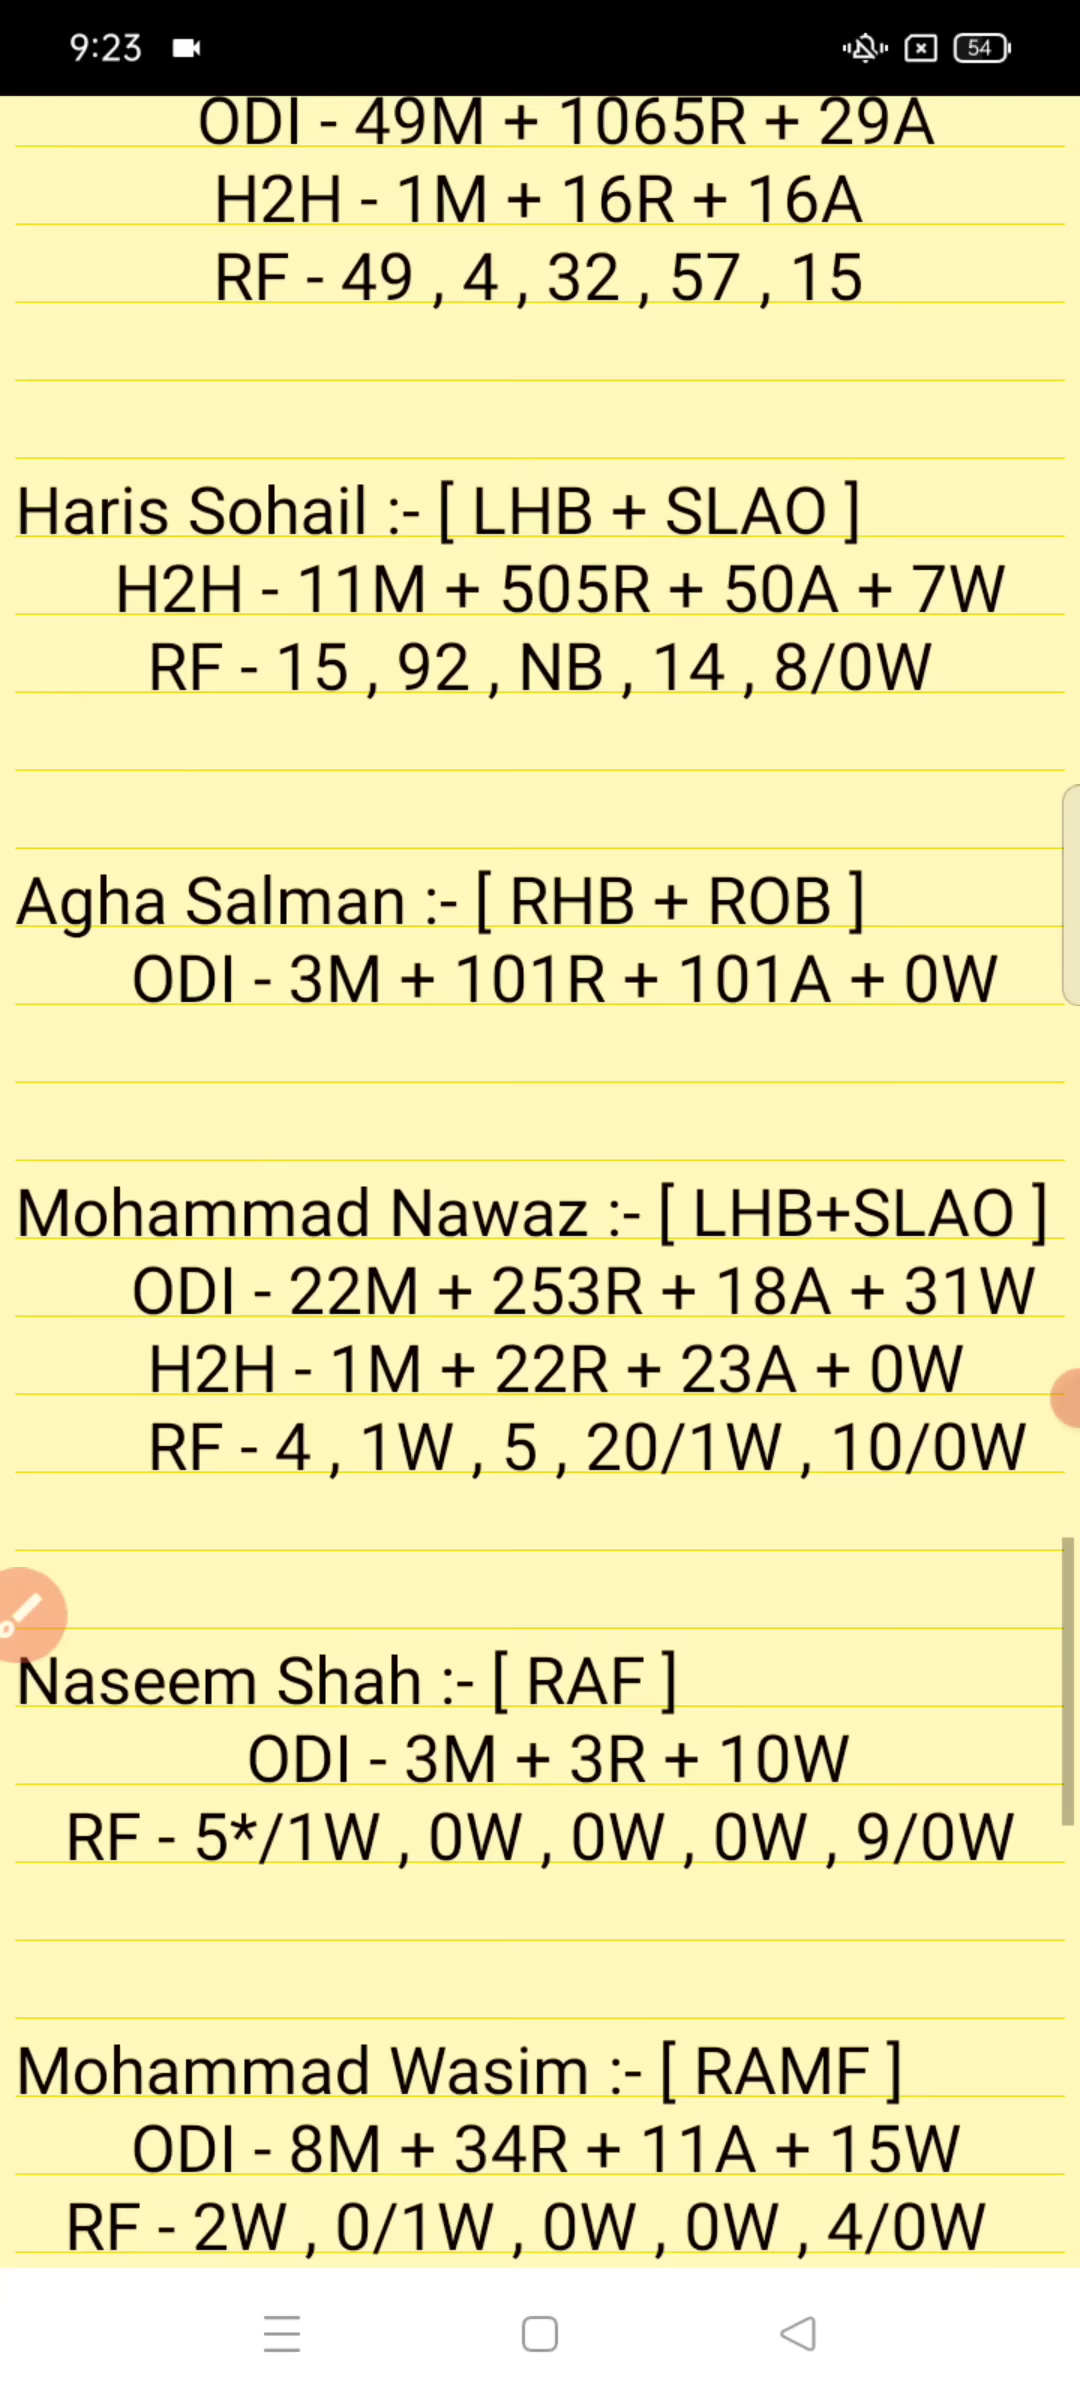 9:23
54
ODI - 49M + 1065R + 29A
H2H - 1M + 16R + 16A
RF - 49 , 4 , 32 , 57 , 15
Haris Sohail :- [ LHB + SLAO ]
H2H - 11M + 505R + 50A + 7W
RF - 15 , 92 , NB , 14 , 8/0W
Agha Salman :- [ RHB + ROB ]
ODI - 3M + 101R + 101A + 0W
Mohammad Nawaz :- [ LHB+SLAO ]
ODI - 22M + 253R + 18A + 31W
H2H - 1M + 22R + 23A + 0W
RF - 4 , 1W , 5 , 20/1W , 10/0W
Naseem Shah :- [ RAF ]
ODI - 3M + 3R + 10W
RF - 5*/1W , 0W , 0W , 0W , 9/0W
Mohammad Wasim :- [ RAMF ]
ODI - 8M + 34R + 11A + 15W
RF - 2W , 0/1W , 0W , 0W , 4/0W